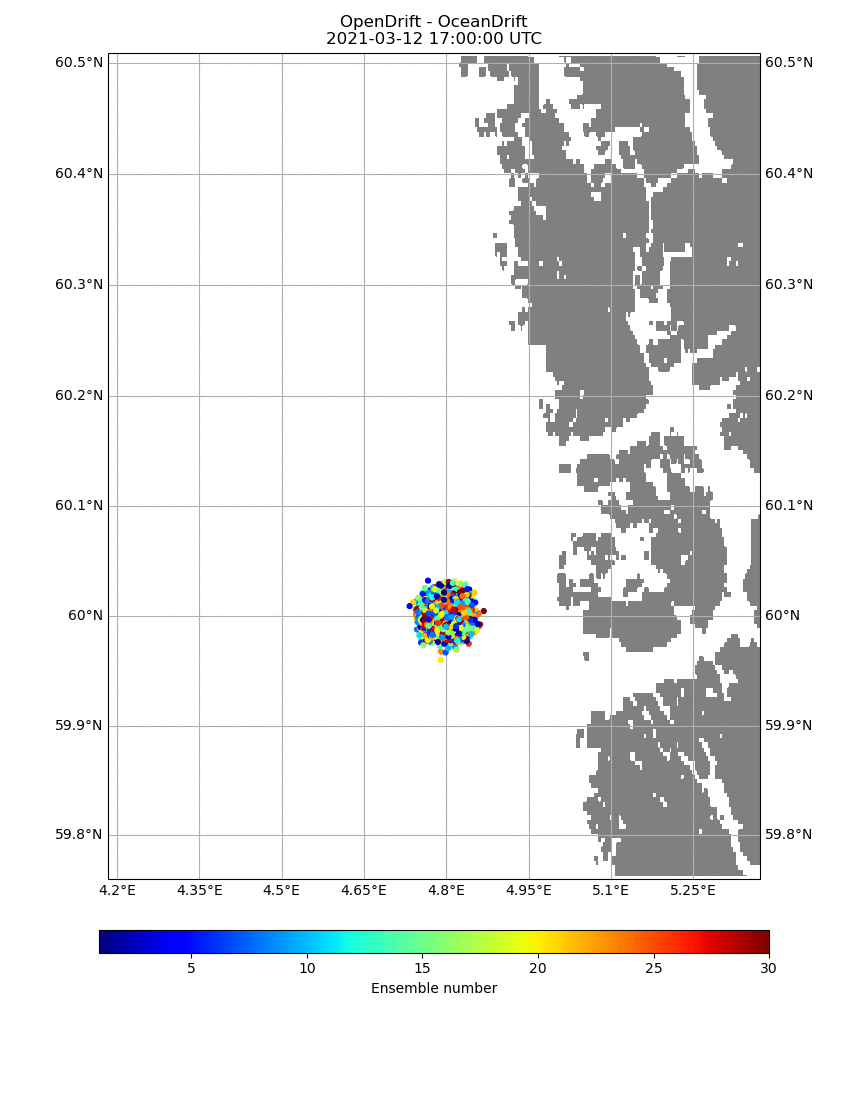 OpenDrift - OceanDrift
2021-03-12 17:00:00 UTC
60.5°N 60.5°N
60.4°N 60.4°N
60.3°N 60.3°N
60.2°N 60.2°N
60.1°N 60.1°N
60°N 60°N
59.9°N 59.9°N
59.8°N 59.8°N
4.2°E 4.35°E 4.5°E 4.65°E 4.8°E 4.95°E 5.1°E 5.25°E
5 10 15 20 25 30
Ensemble number